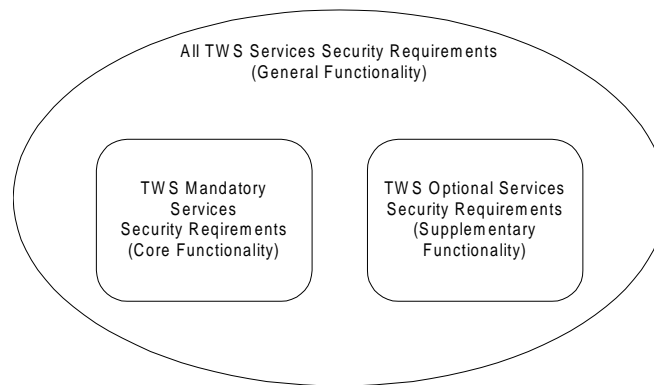 All TWS Services Security Requirements
(General Functionality)
TWS Mandatory
Services
Security Reqirements
(Core Functionality)
TWS Optional Services
Security Requirements
(Supplementary
Functionality)